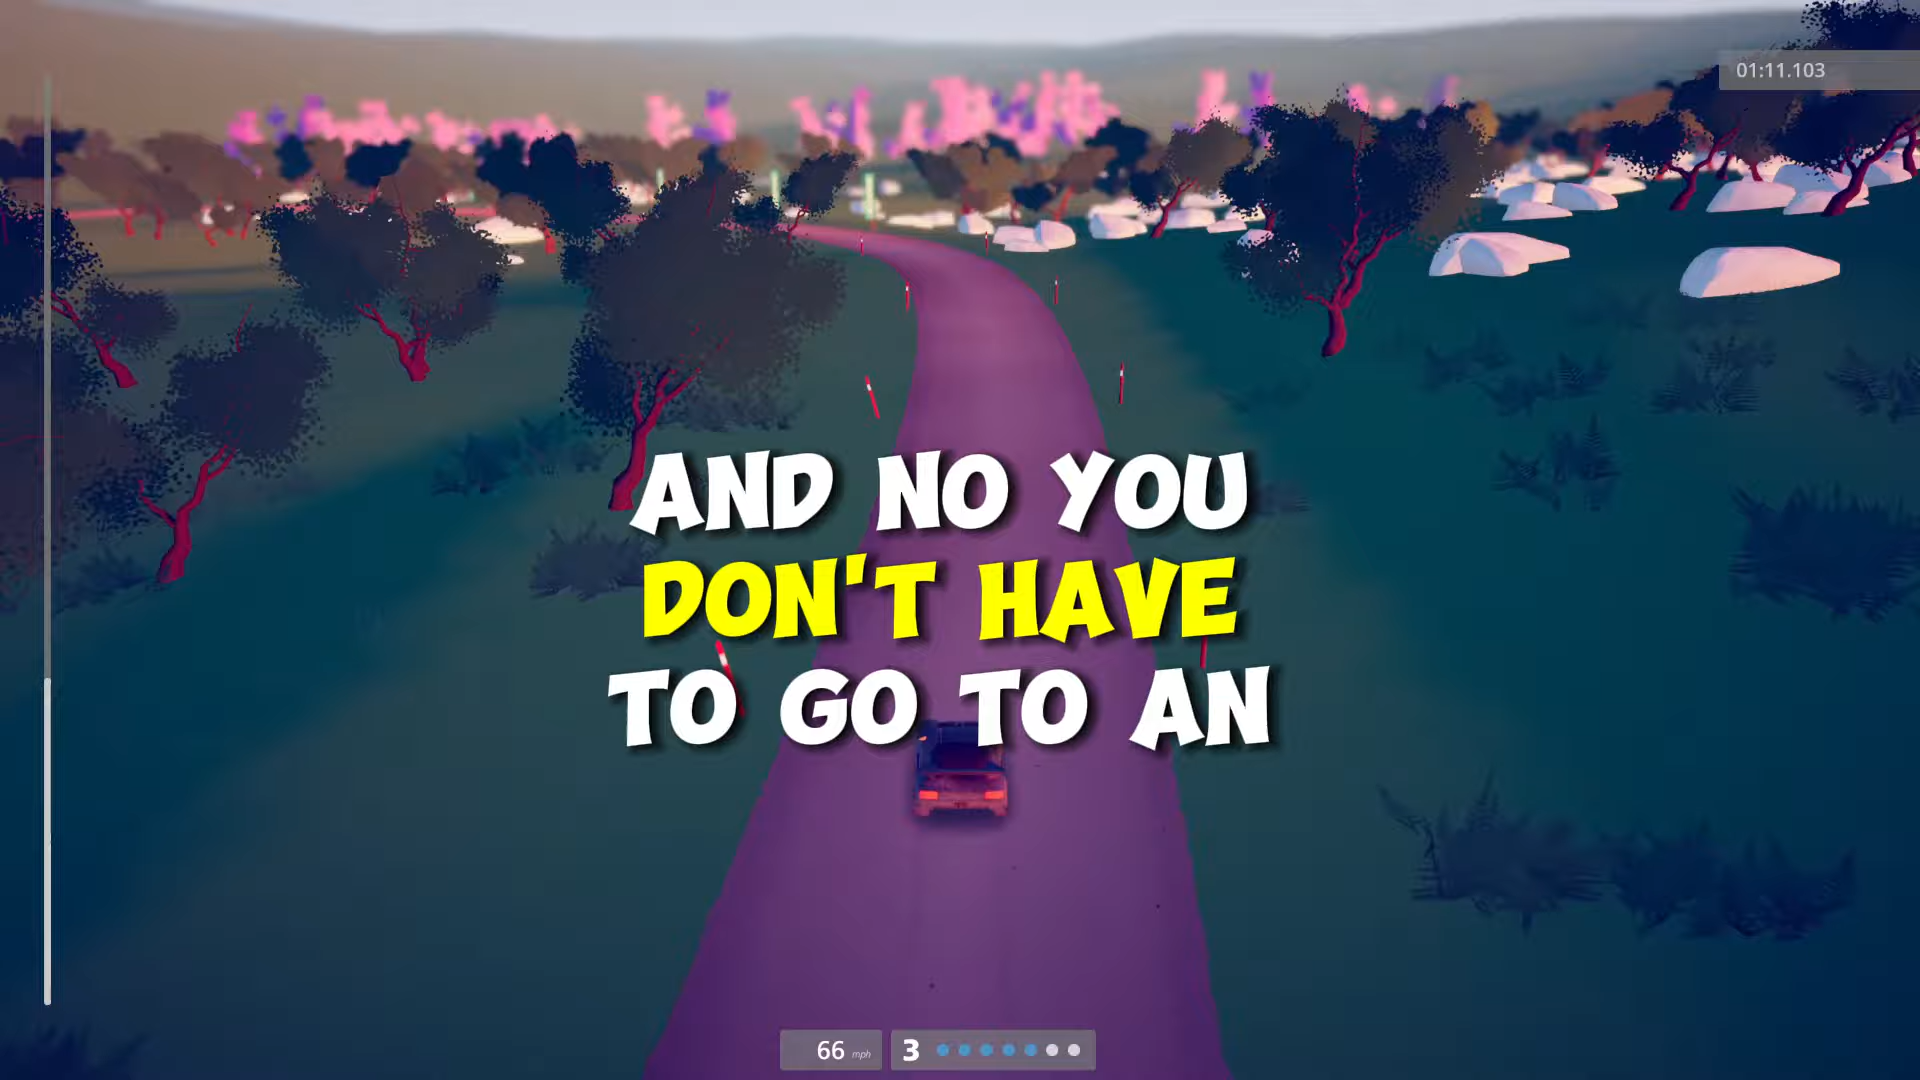 01:11.103
AND NO YOU
DON'T HAVE
TO GO TO AN
66 mph 3